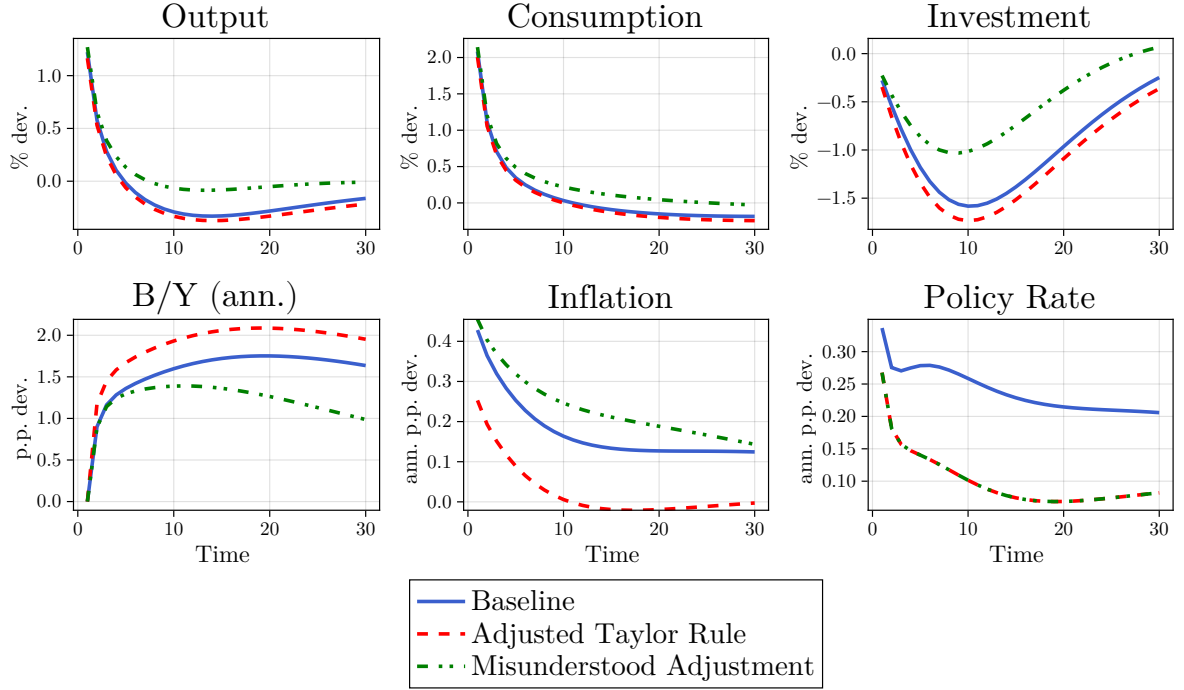 Output
Consumption
Investment
% dev.
1.0
0.5
0.0
0
10
20
30
% dev.
2.0
1.5
1.0
0.5
0.0
0
10
20
30
% dev.
0.0
−0.5
−1.0
−1.5
0
10
20
30
B/Y (ann.)
Inflation
Policy Rate
p.p. dev.
2.0
1.5
1.0
0.5
0.0
0
10
20
30
Time
ann. p.p. dev.
0.4
0.3
0.2
0.1
0.0
0
10
20
30
Time
ann. p.p. dev.
0.30
0.25
0.20
0.15
0.10
0
10
20
30
Time
Baseline
Adjusted Taylor Rule
Misunderstood Adjustment